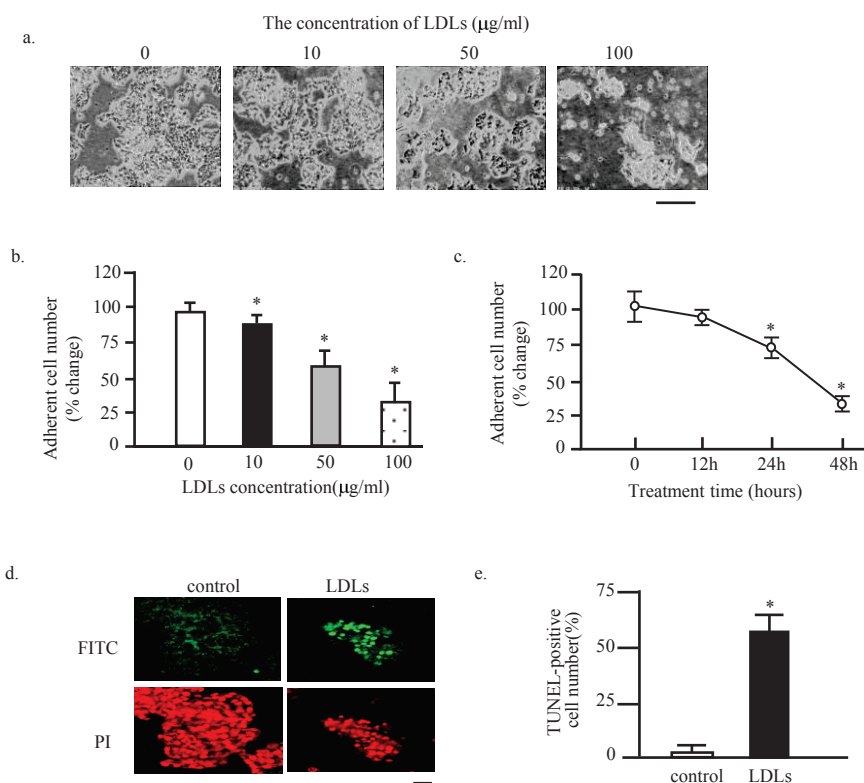 The concentration of LDLs (μg/ml)
a.
0 10 50 100
b.
120
100
75
50
25
0
Adherent cell number
(% change)
* * *
0 10 50 100
LDLs concentration(μg/ml)
c.
120
100
75
50
25
0
Adherent cell number
(% change)
* *
0 12h 24h 48h
Treatment time (hours)
d.
control LDLs
FITC
PI
e.
75
50
25
0
TUNEL-positive
cell number(%)
*
control LDLs